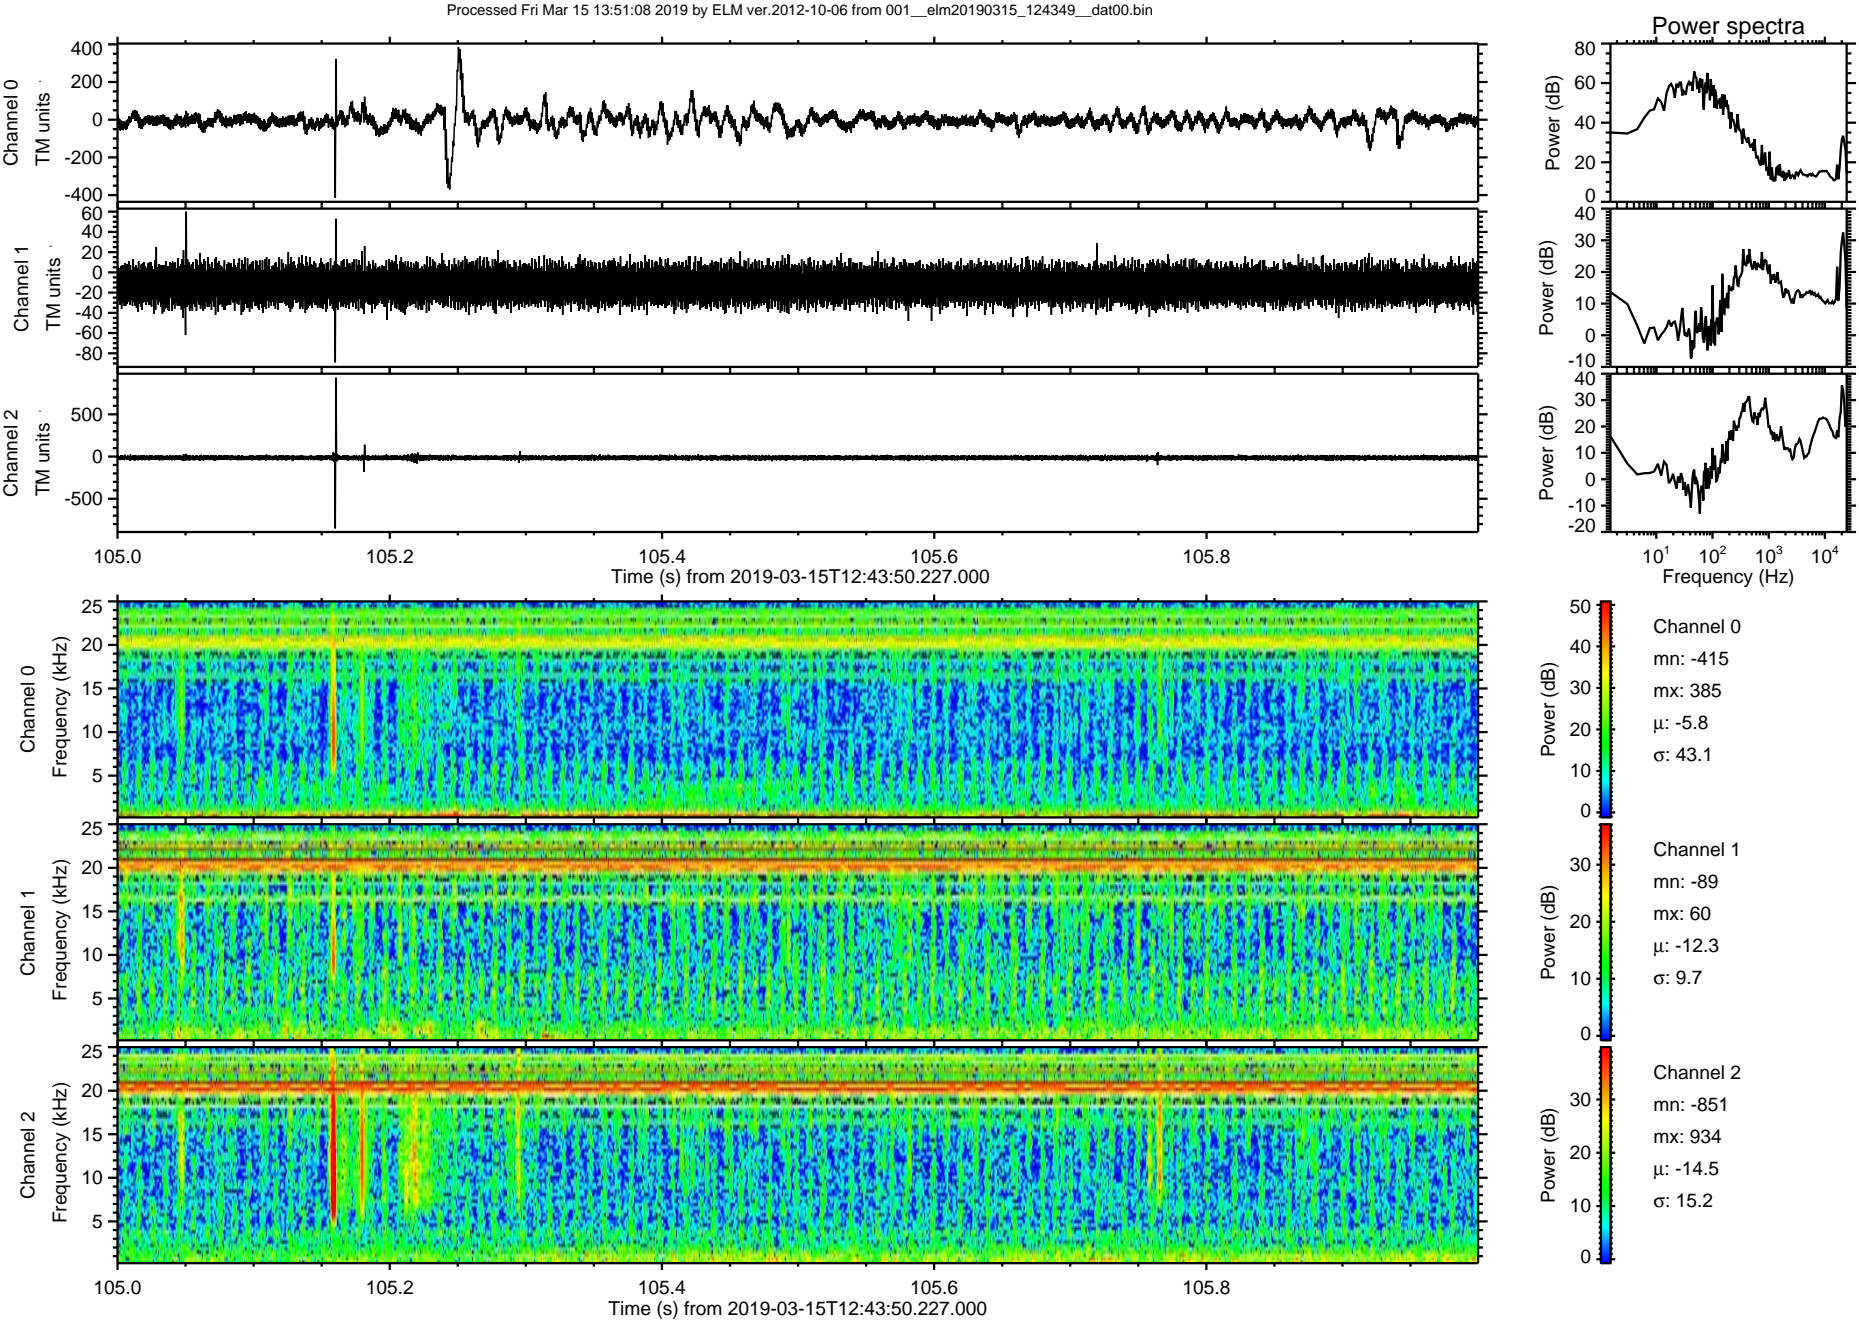 Processed Fri Mar 15 13:51:08 2019 by ELM ver.2012-10-06 from 001__elm20190315_124349__dat00.bin
Power spectra
Channel 0
TM units
400
200
0
-200
-400
Power (dB)
80
60
40
20
0
Channel 1
TM units
60
40
20
0
-20
-40
-60
-80
Power (dB)
40
30
20
10
0
-10
Channel 2
TM units
500
0
-500
Power (dB)
40
30
20
10
0
-10
-20
105.0 105.2 105.4 105.6 105.8
Time (s) from 2019-03-15T12:43:50.227.000
10^1 10^2 10^3 10^4
Frequency (Hz)
Channel 0
Frequency (kHz)
25
20
15
10
5
Power (dB)
50
40
30
20
10
0
Channel 0
mn: -415
mx: 385
μ: -5.8
σ: 43.1
Channel 1
Frequency (kHz)
25
20
15
10
5
Power (dB)
30
20
10
0
Channel 1
mn: -89
mx: 60
μ: -12.3
σ: 9.7
Channel 2
Frequency (kHz)
25
20
15
10
5
Power (dB)
30
20
10
0
Channel 2
mn: -851
mx: 934
μ: -14.5
σ: 15.2
105.0 105.2 105.4 105.6 105.8
Time (s) from 2019-03-15T12:43:50.227.000